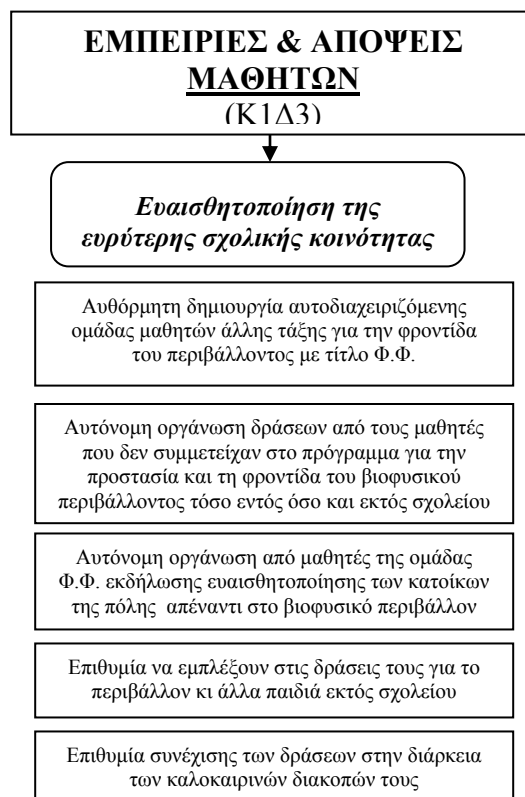 ΕΜΠΕΙΡΙΕΣ & ΑΠΟΨΕΙΣ
ΜΑΘΗΤΩΝ
(Κ1Δ3)
Ευαισθητοποίηση της
ευρύτερης σχολικής κοινότητας
Αυθόρμητη δημιουργία αυτοδιαχειριζόμενης
ομάδας μαθητών άλλης τάξης για την φροντίδα
του περιβάλλοντος με τίτλο Φ.Φ.
Αυτόνομη οργάνωση δράσεων από τους μαθητές
που δεν συμμετείχαν στο πρόγραμμα για την
προστασία και τη φροντίδα του βιοφυσικού
περιβάλλοντος τόσο εντός όσο και εκτός σχολείου
Αυτόνομη οργάνωση από μαθητές της ομάδας
Φ.Φ. εκδήλωσης ευαισθητοποίησης των κατοίκων
της πόλης απέναντι στο βιοφυσικό περιβάλλον
Επιθυμία να εμπλέξουν στις δράσεις τους για το
περιβάλλον κι άλλα παιδιά εκτός σχολείου
Επιθυμία συνέχισης των δράσεων στην διάρκεια
των καλοκαιρινών διακοπών τους